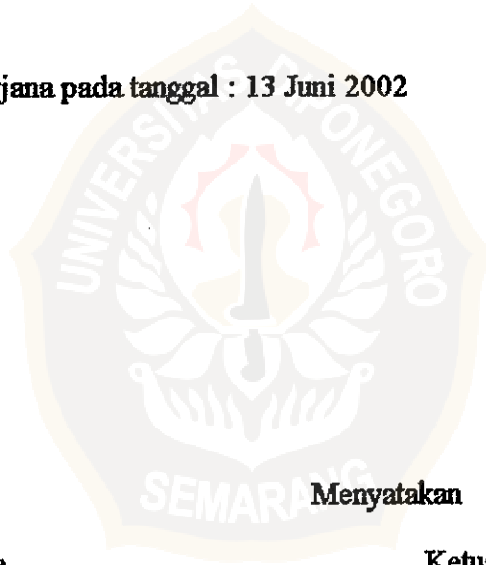 jana pada tanggal : 13 Juni 2002
UNIVERSITAS DIPONEGORO
SEMARANG
Menyatakan